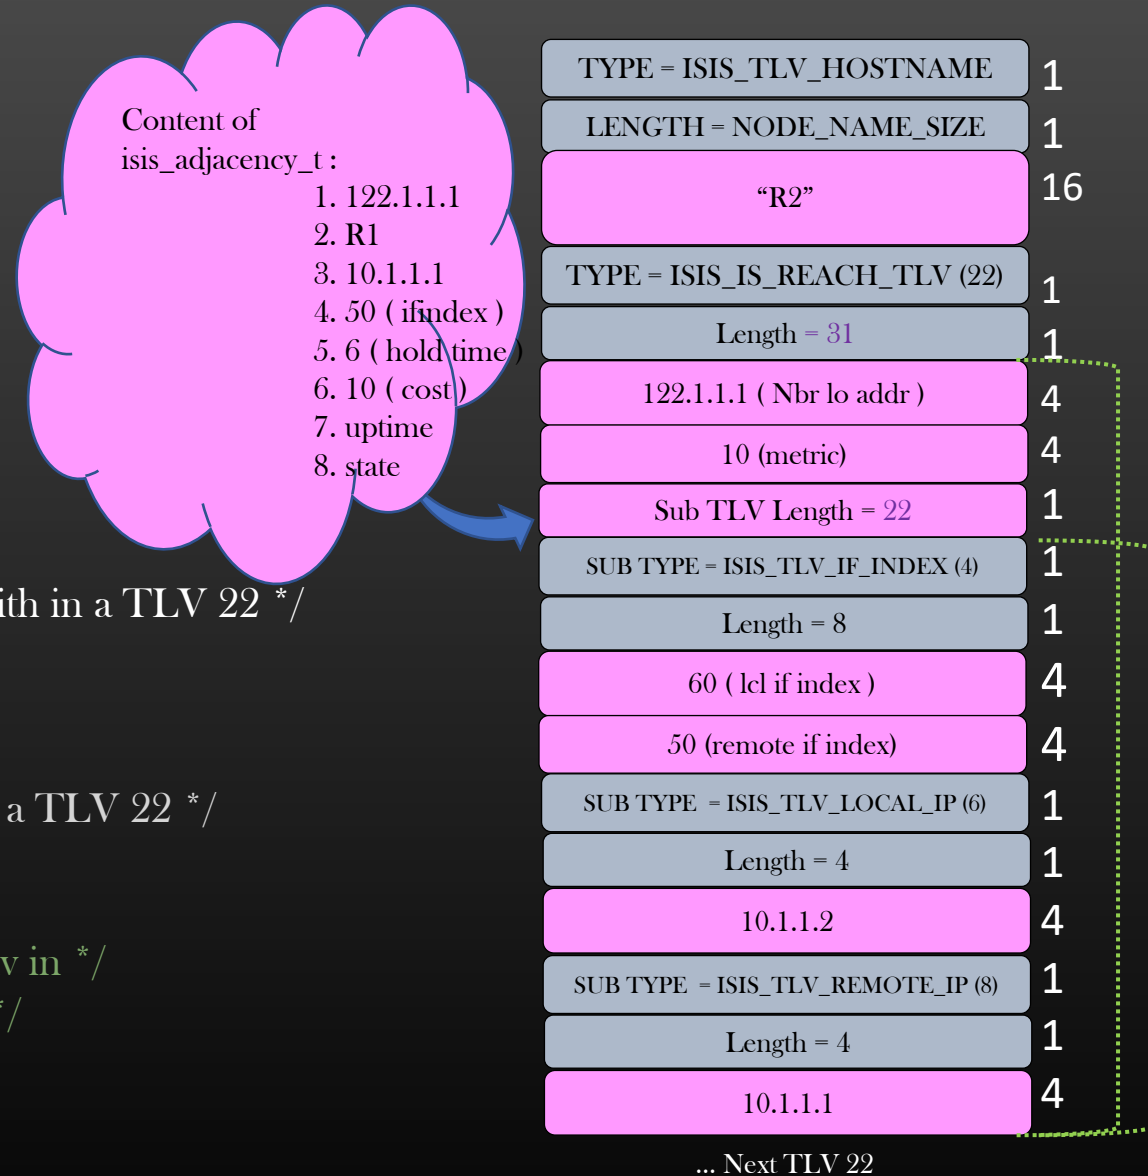 Content of
isis_adjacency_t :
1. 122.1.1.1
2. R1
3. 10.1.1.1
4. 50 ( ifindex )
5. 6 ( hold time )
6. 10 ( cost )
7. uptime
8. state
ith in a TLV 22 */
a TLV 22 */
v in */
*/
TYPE = ISIS_TLV_HOSTNAME 1
LENGTH = NODE_NAME_SIZE 1
“R2” 16
TYPE = ISIS_IS_REACH_TLV (22) 1
Length = 31 1
122.1.1.1 ( Nbr lo addr ) 4
10 (metric) 4
Sub TLV Length = 22 1
SUB TYPE = ISIS_TLV_IF_INDEX (4) 1
Length = 8 1
60 ( lcl if index ) 4
50 (remote if index) 4
SUB TYPE = ISIS_TLV_LOCAL_IP (6) 1
Length = 4 1
10.1.1.2 4
SUB TYPE = ISIS_TLV_REMOTE_IP (8) 1
Length = 4 1
10.1.1.1 4
... Next TLV 22